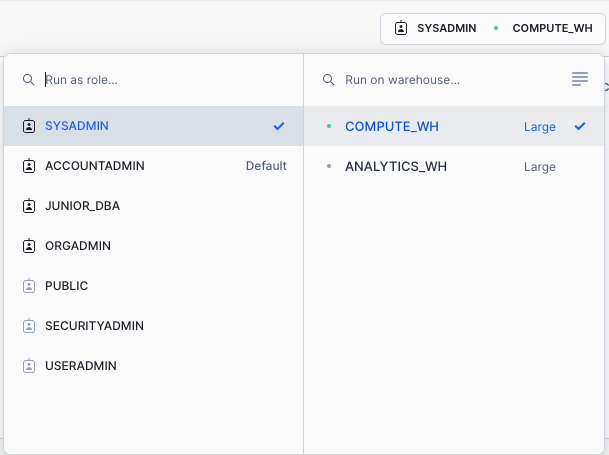 SYSADMIN COMPUTE_WH
Run as role...
SYSADMIN
ACCOUNTADMIN Default
JUNIOR_DBA
ORGADMIN
PUBLIC
SECURITYADMIN
USERADMIN
Run on warehouse...
COMPUTE_WH Large
ANALYTICS_WH Large